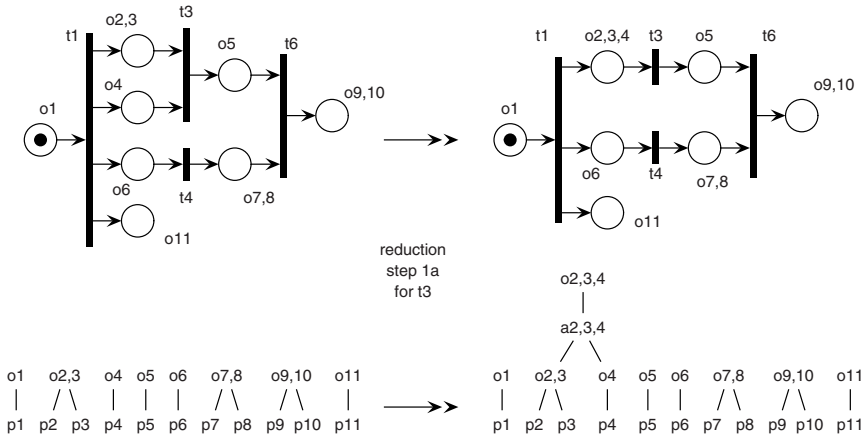 o2,3 t3 t1 o5 t6
o4 o9,10
o1
o6 t4 o7,8
o11
t1 o2,3,4 t3 o5 t6
o9,10
o1
o6 t4 o7,8
o11
reduction
step 1a
for t3
o2,3,4
a2,3,4
o1 o2,3 o4 o5 o6 o7,8 o9,10 o11
p1 p2 p3 p4 p5 p6 p7 p8 p9 p10 p11
o1 o2,3 o4 o5 o6 o7,8 o9,10 o11
p1 p2 p3 p4 p5 p6 p7 p8 p9 p10 p11